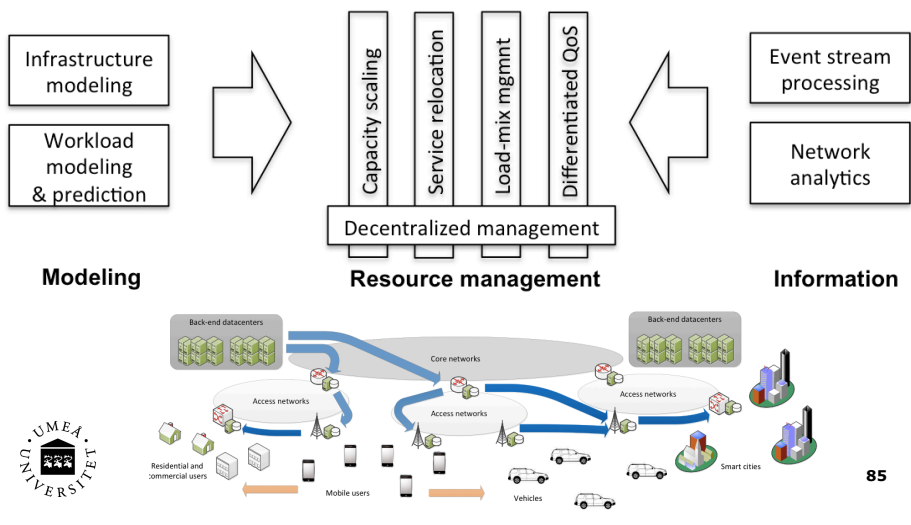 Infrastructure
modeling
Workload
modeling
& prediction
Capacity scaling
Service relocation
Load-mix mgmnt
Differentiated QoS
Decentralized management
Event stream
processing
Network
analytics
Modeling
Resource management
Information
Back-end datacenters
Back-end datacenters
Core networks
Access networks
Access networks
Access networks
Residential and
commercial users
Mobile users
Vehicles
Smart cities
UMEÅ
UNIVERSITET
85